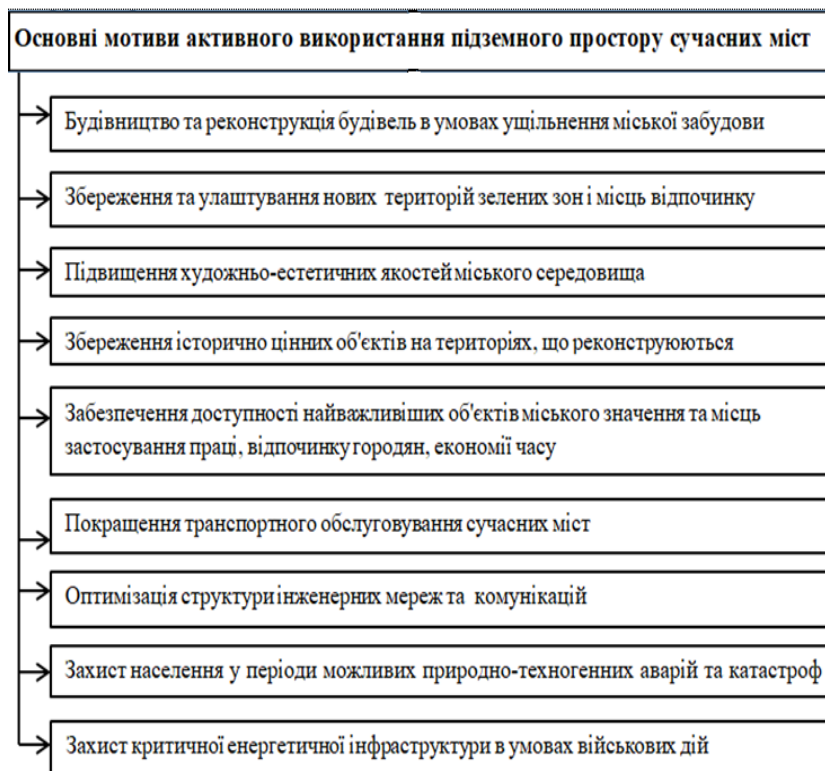 Основні мотиви активного використання підземного простору сучасних міст
Будівництво та реконструкція будівель в умовах ущільнення міської забудови
Збереження та улаштування нових територій зелених зон і місць відпочинку
Підвищення художньо-естетичних якостей міського середовища
Збереження історично цінних об'єктів на територіях, що реконструюються
Забезпечення доступності найважливіших об'єктів міського значення та місць
застосування праці, відпочинку городян, економії часу
Покращення транспортного обслуговування сучасних міст
Оптимізація структури інженерних мереж та комунікацій
Захист населення у періоди можливих природно-техногенних аварій та катастроф
Захист критичної енергетичної інфраструктури в умовах військових дій